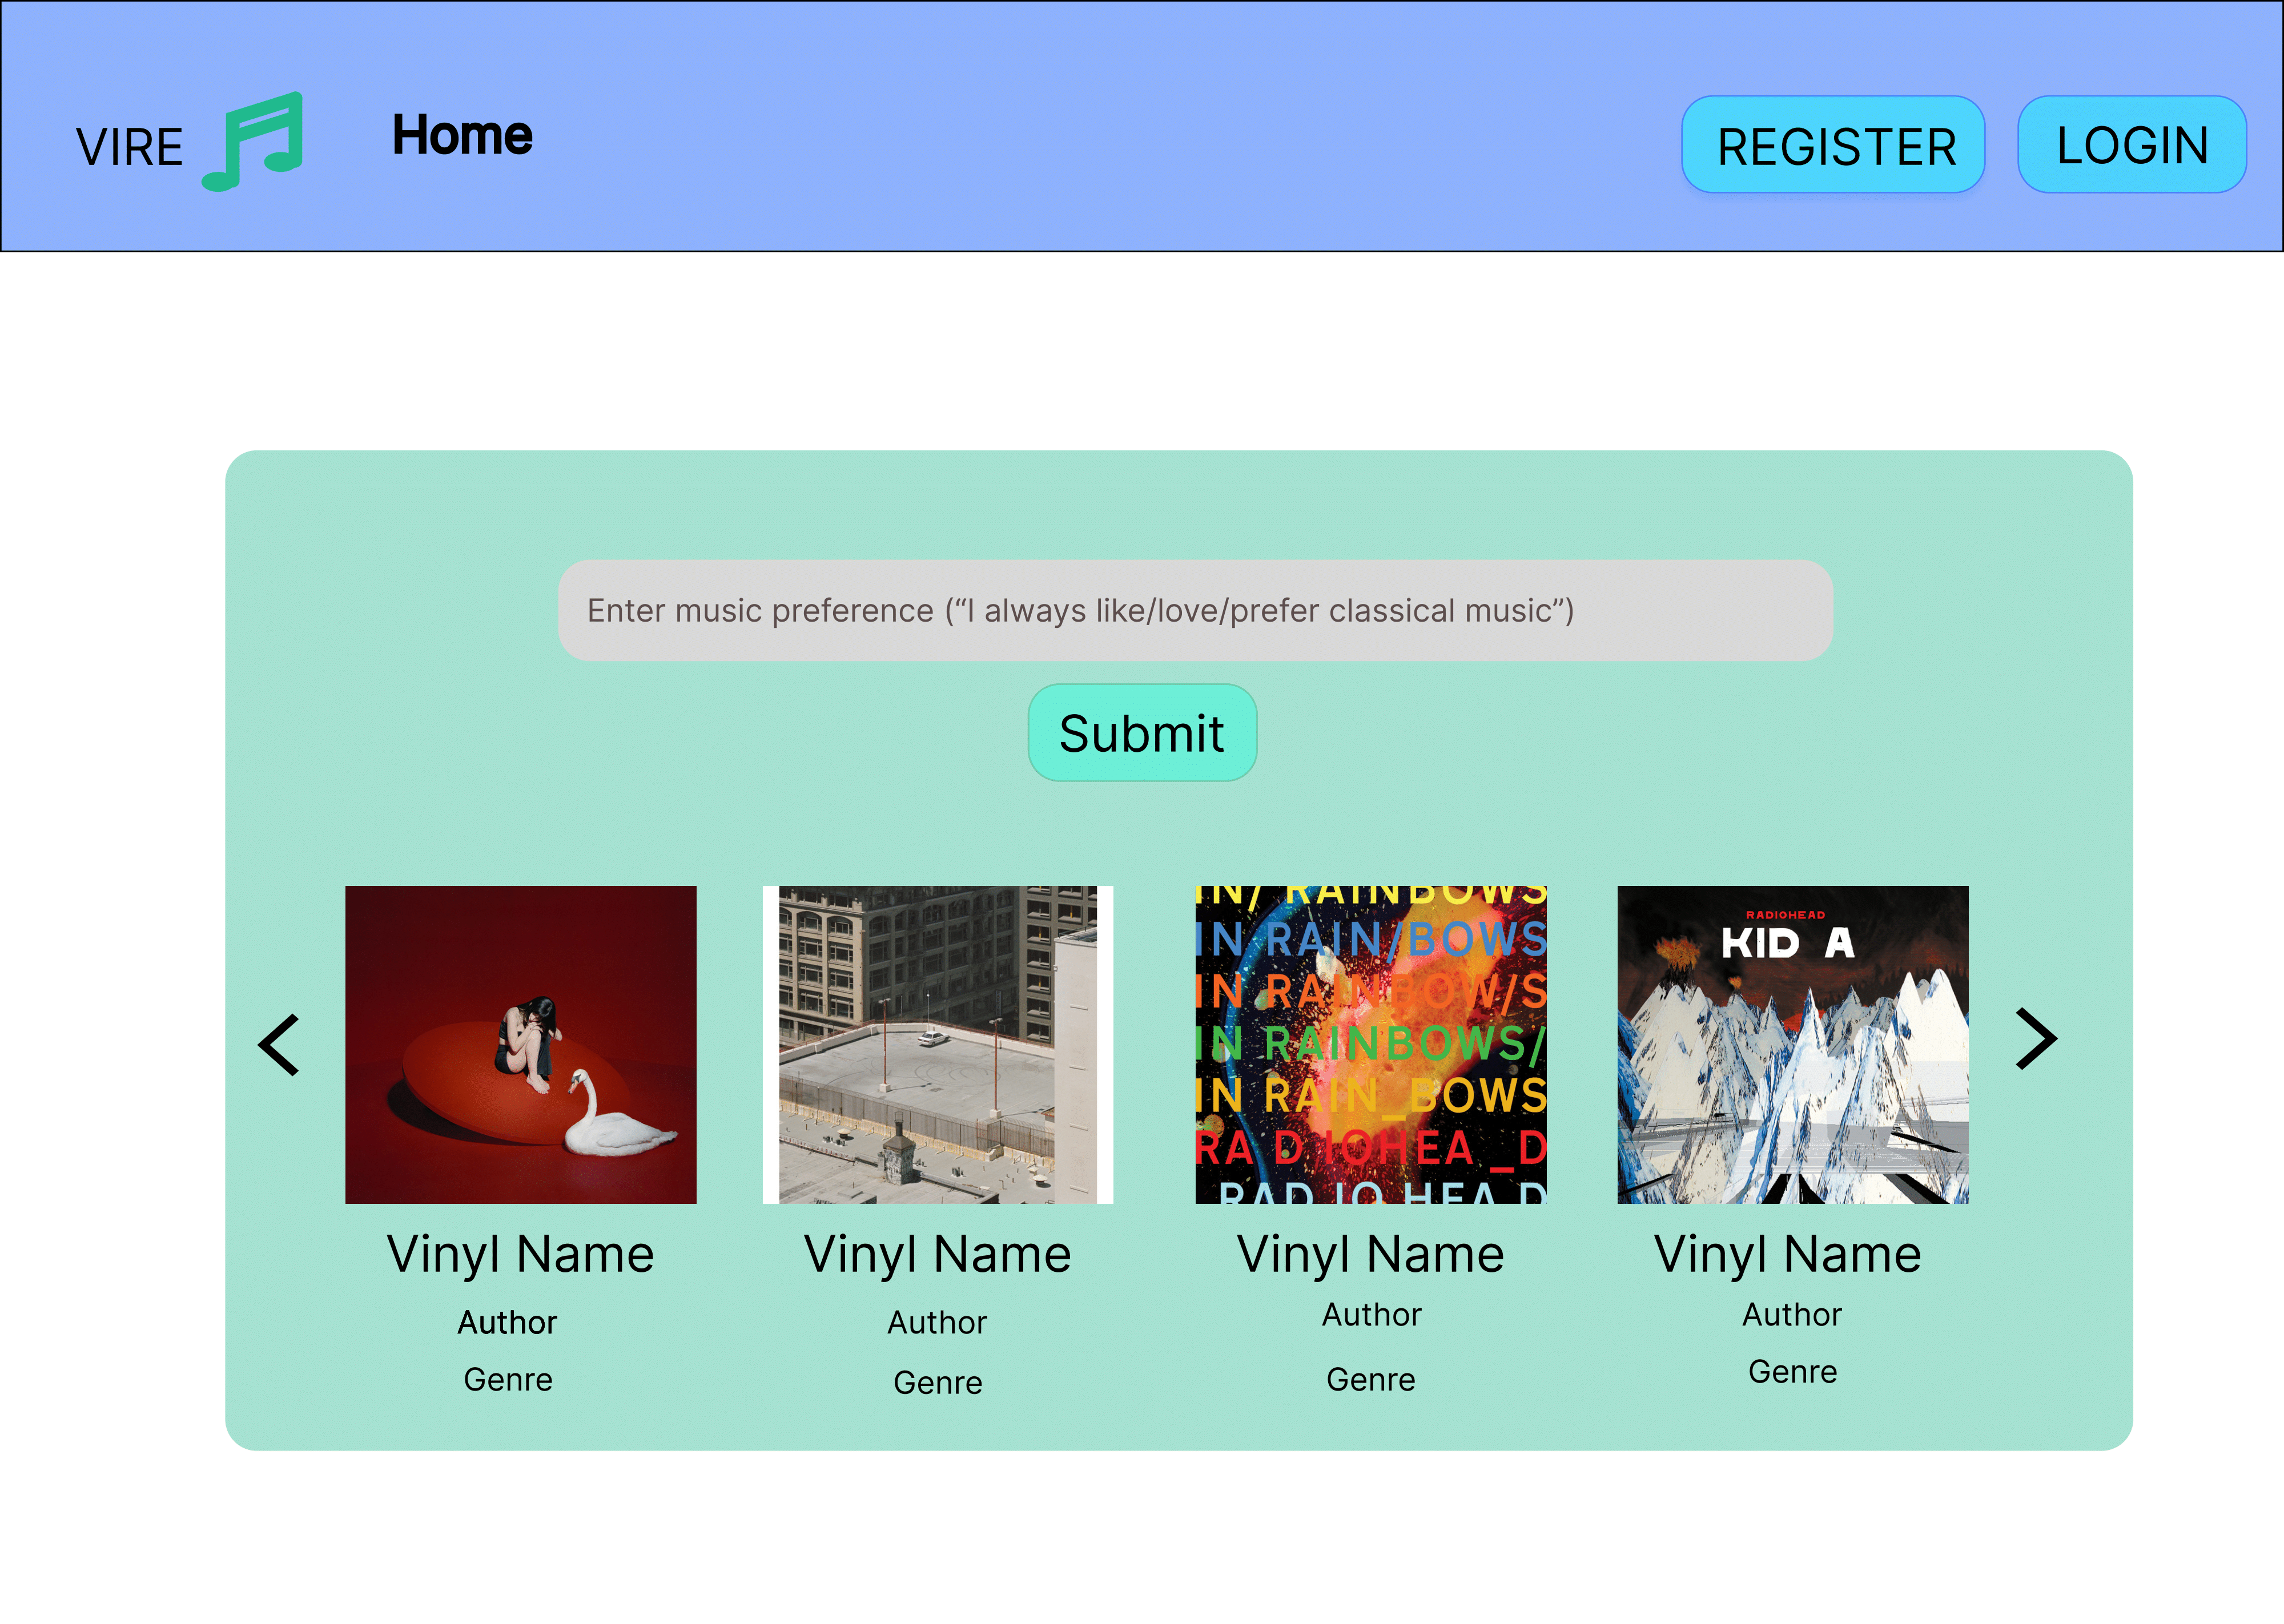 VIRE
Home
REGISTER
LOGIN
Enter music preference (“I always like/love/prefer classical music”)
Submit
IN/ RAINBOWS
IN RAIN/BOWS
IN RAINBOW/S
IN RAINBOWS/
IN RAIN_BOWS
RA D IOHEA _D
RAD IO HEA D
RADIOHEAD
KID A
Vinyl Name
Author
Genre
Vinyl Name
Author
Genre
Vinyl Name
Author
Genre
Vinyl Name
Author
Genre